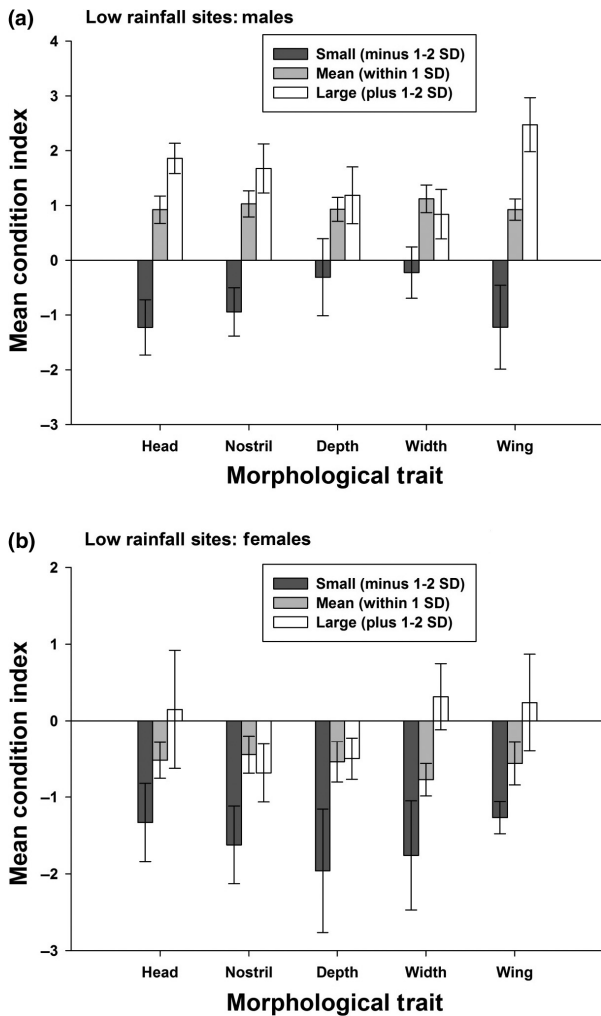 (a) Low rainfall sites: males
Small (minus 1-2 SD)
Mean (within 1 SD)
Large (plus 1-2 SD)
4
3
2
1
0
–1
–2
–3
Mean condition index
Head Nostril Depth Width Wing
Morphological trait
(b) Low rainfall sites: females
Small (minus 1-2 SD)
Mean (within 1 SD)
Large (plus 1-2 SD)
2
1
0
–1
–2
–3
Mean condition index
Head Nostril Depth Width Wing
Morphological trait